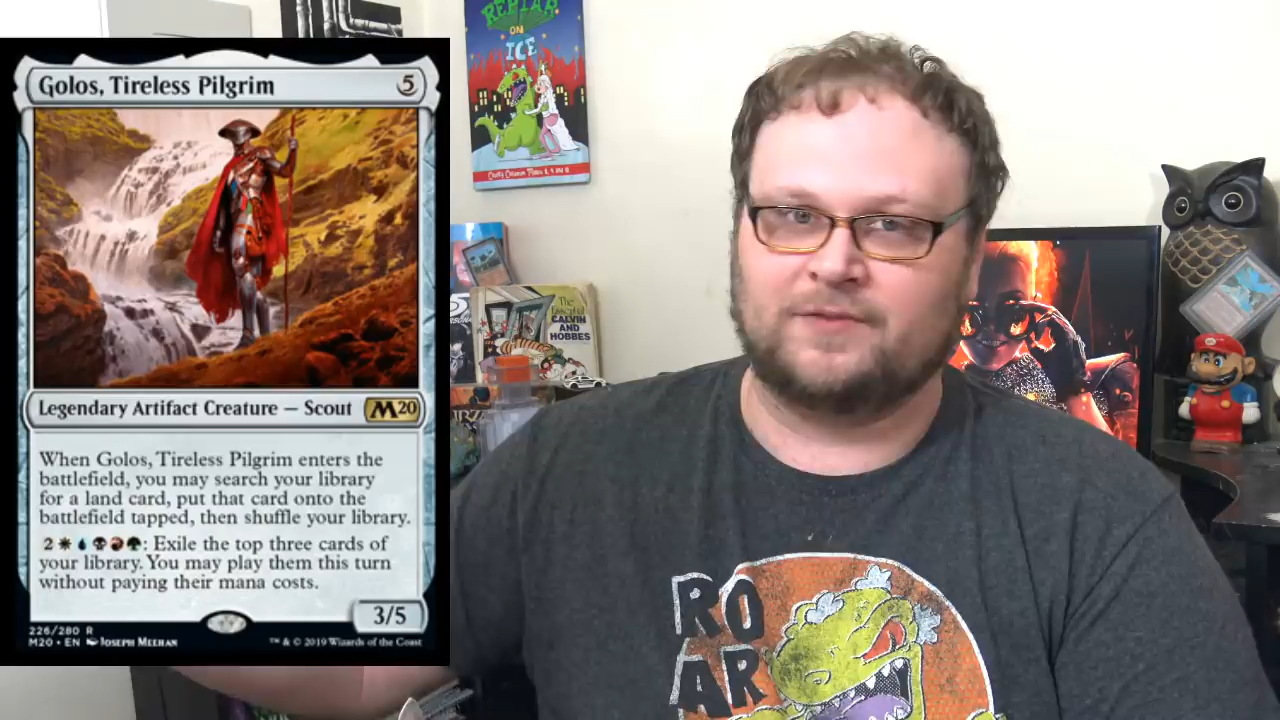 Golos, Tireless Pilgrim 5
Legendary Artifact Creature — Scout M20
When Golos, Tireless Pilgrim enters the
battlefield, you may search your library
for a land card, put that card onto the
battlefield tapped, then shuffle your library.
2: Exile the top three cards of
your library. You may play them this turn
without paying their mana costs.
3/5
226/280 R
M20 • EN Joseph Meehan
™ & © 2019 Wizards of the Coast
REPTAR
ON
ICE
The
Essential
CALVIN
AND
HOBBES
RO
AR